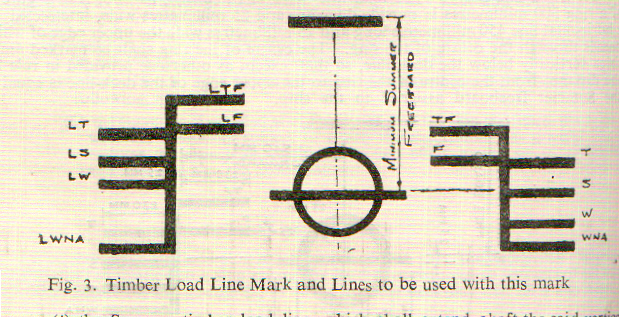 LTF
LF
LT
LS
LW
LWNA
MINIMUM SUMMER
FREEBOARD
TF
F
T
S
W
WNA
Fig. 3. Timber Load Line Mark and Lines to be used with this mark